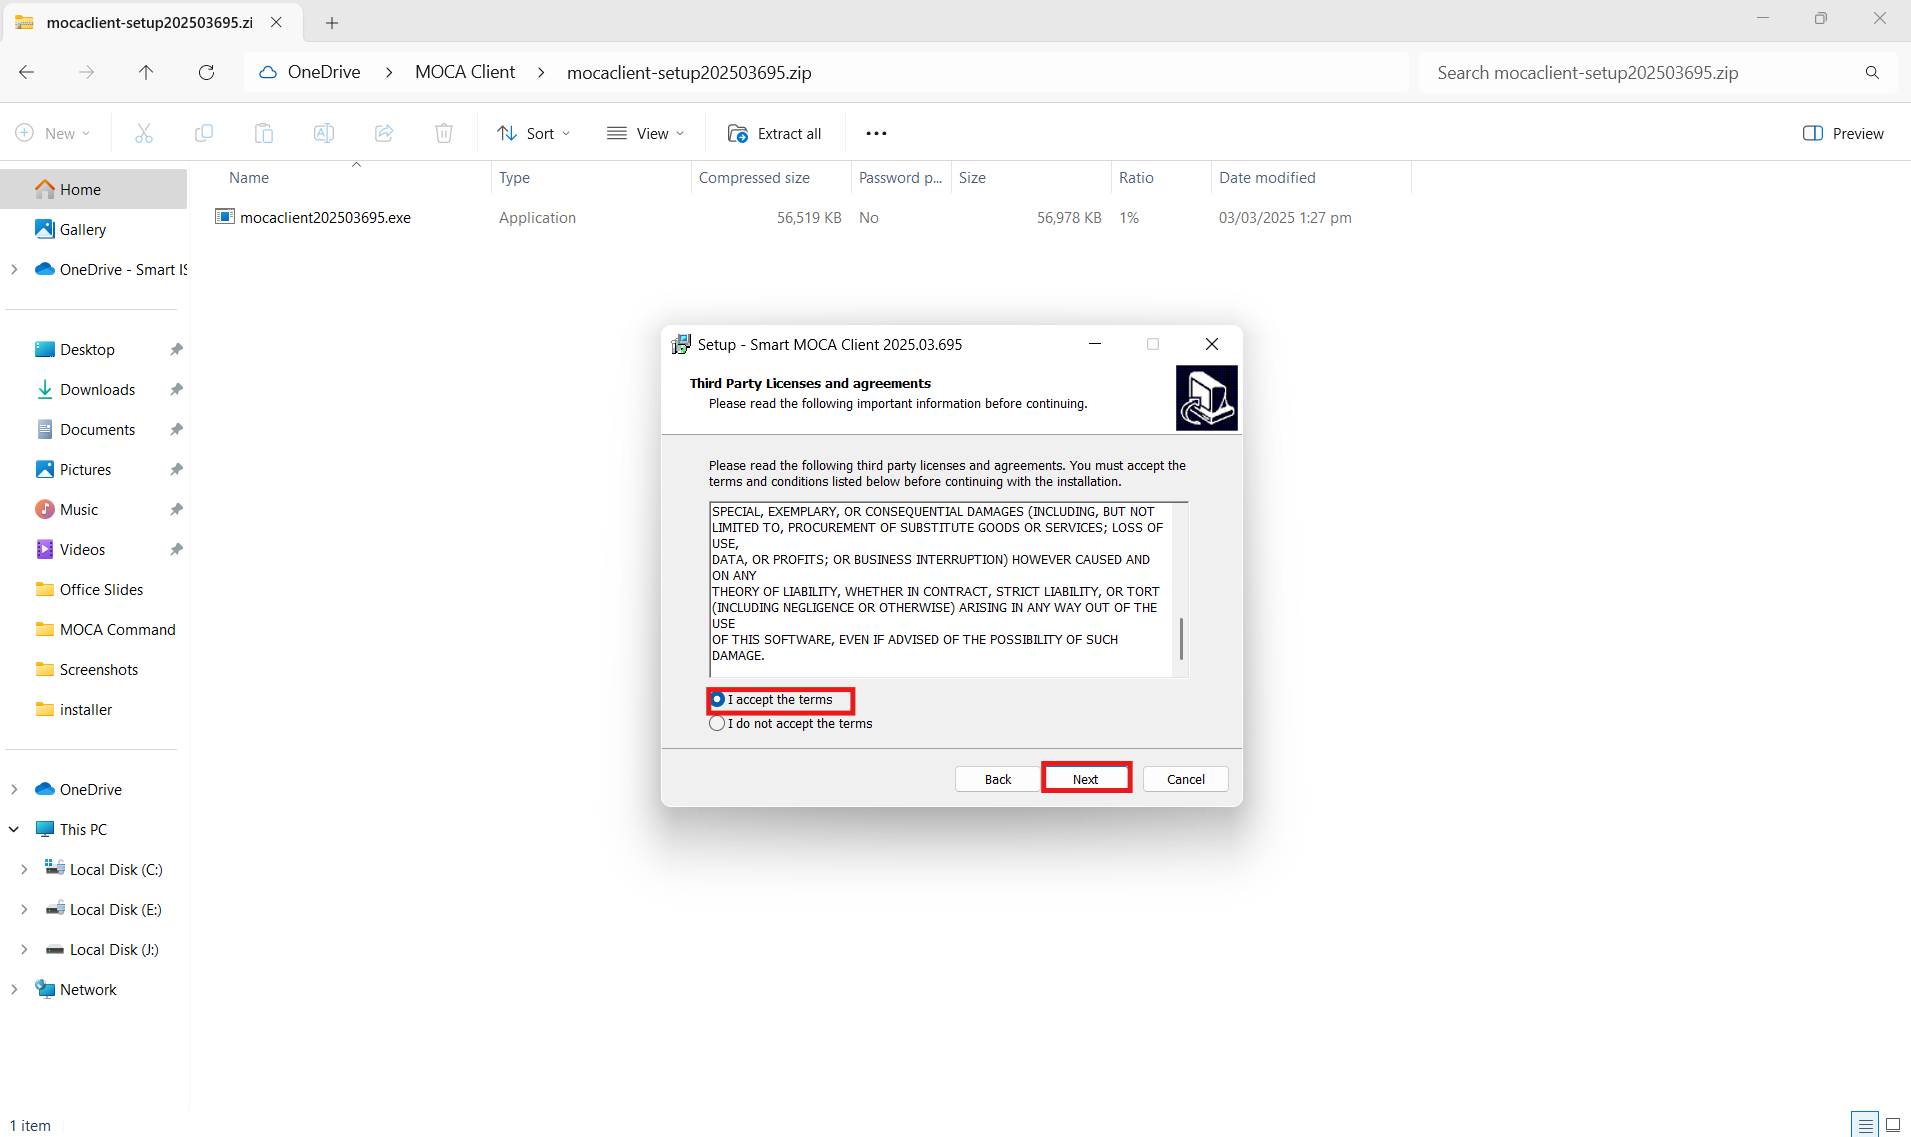 mocaclient-setup202503695.zi
OneDrive > MOCA Client > mocaclient-setup202503695.zip
Search mocaclient-setup202503695.zip
New
Sort
View
Extract all
Preview
Name Type Compressed size Password p... Size Ratio Date modified
mocaclient202503695.exe Application 56,519 KB No 56,978 KB 1% 03/03/2025 1:27 pm
Home
Gallery
OneDrive - Smart IS
Desktop
Downloads
Documents
Pictures
Music
Videos
Office Slides
MOCA Command
Screenshots
installer
OneDrive
This PC
Local Disk (C:)
Local Disk (E:)
Local Disk (J:)
Network
Setup - Smart MOCA Client 2025.03.695
Third Party Licenses and agreements
Please read the following important information before continuing.
Please read the following third party licenses and agreements. You must accept the
terms and conditions listed below before continuing with the installation.
SPECIAL, EXEMPLARY, OR CONSEQUENTIAL DAMAGES (INCLUDING, BUT NOT
LIMITED TO, PROCUREMENT OF SUBSTITUTE GOODS OR SERVICES; LOSS OF
USE,
DATA, OR PROFITS; OR BUSINESS INTERRUPTION) HOWEVER CAUSED AND
ON ANY
THEORY OF LIABILITY, WHETHER IN CONTRACT, STRICT LIABILITY, OR TORT
(INCLUDING NEGLIGENCE OR OTHERWISE) ARISING IN ANY WAY OUT OF THE
USE
OF THIS SOFTWARE, EVEN IF ADVISED OF THE POSSIBILITY OF SUCH
DAMAGE.
I accept the terms
I do not accept the terms
Back Next Cancel
1 item